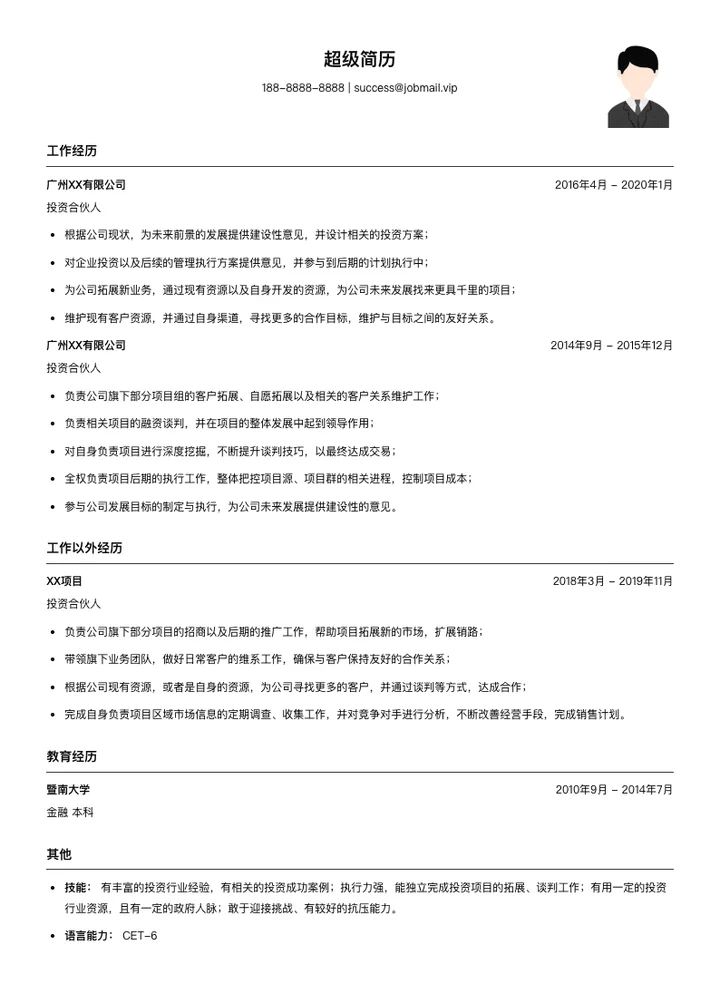 超级简历
188-8888-8888 | success@jobmail.vip
工作经历
广州XX有限公司 2016年4月 – 2020年1月
投资合伙人
• 根据公司现状，为未来前景的发展提供建设性意见，并设计相关的投资方案；
• 对企业投资以及后续的管理执行方案提供意见，并参与到后期的计划执行中；
• 为公司拓展新业务，通过现有资源以及自身开发的资源，为公司未来发展找来更具千里的项目；
• 维护现有客户资源，并通过自身渠道，寻找更多的合作目标，维护与目标之间的友好关系。
广州XX有限公司 2014年9月 – 2015年12月
投资合伙人
• 负责公司旗下部分项目组的客户拓展、自愿拓展以及相关的客户关系维护工作；
• 负责相关项目的融资谈判，并在项目的整体发展中起到领导作用；
• 对自身负责项目进行深度挖掘，不断提升谈判技巧，以最终达成交易；
• 全权负责项目后期的执行工作，整体把控项目源、项目群的相关进程，控制项目成本；
• 参与公司发展目标的制定与执行，为公司未来发展提供建设性的意见。
工作以外经历
XX项目 2018年3月 – 2019年11月
投资合伙人
• 负责公司旗下部分项目的招商以及后期的推广工作，帮助项目拓展新的市场，扩展销路；
• 带领旗下业务团队，做好日常客户的维系工作，确保与客户保持友好的合作关系；
• 根据公司现有资源，或者是自身的资源，为公司寻找更多的客户，并通过谈判等方式，达成合作；
• 完成自身负责项目区域市场信息的定期调查、收集工作，并对竞争对手进行分析，不断改善经营手段，完成销售计划。
教育经历
暨南大学 2010年9月 – 2014年7月
金融 本科
其他
• 技能： 有丰富的投资行业经验，有相关的投资成功案例；执行力强，能独立完成投资项目的拓展、谈判工作；有用一定的投资
行业资源，且有一定的政府人脉；敢于迎接挑战、有较好的抗压能力。
• 语言能力： CET-6